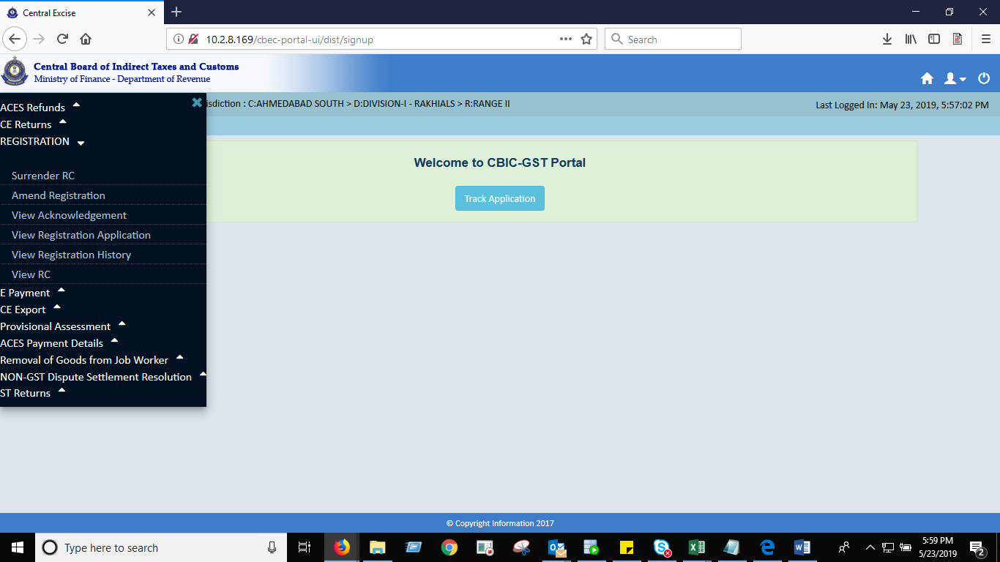 Central Excise
10.2.8.169/cbec-portal-ui/dist/signup
Search
Central Board of Indirect Taxes and Customs
Ministry of Finance - Department of Revenue
isdiction : C:AHMEDABAD SOUTH > D:DIVISION-I - RAKHIALS > R:RANGE II
Last Logged In: May 23, 2019, 5:57:02 PM
ACES Refunds
CE Returns
REGISTRATION
Surrender RC
Amend Registration
View Acknowledgement
View Registration Application
View Registration History
View RC
E Payment
CE Export
Provisional Assessment
ACES Payment Details
Removal of Goods from Job Worker
NON-GST Dispute Settlement Resolution
ST Returns
Welcome to CBIC-GST Portal
Track Application
© Copyright Information 2017
Type here to search
5:59 PM
5/23/2019
2